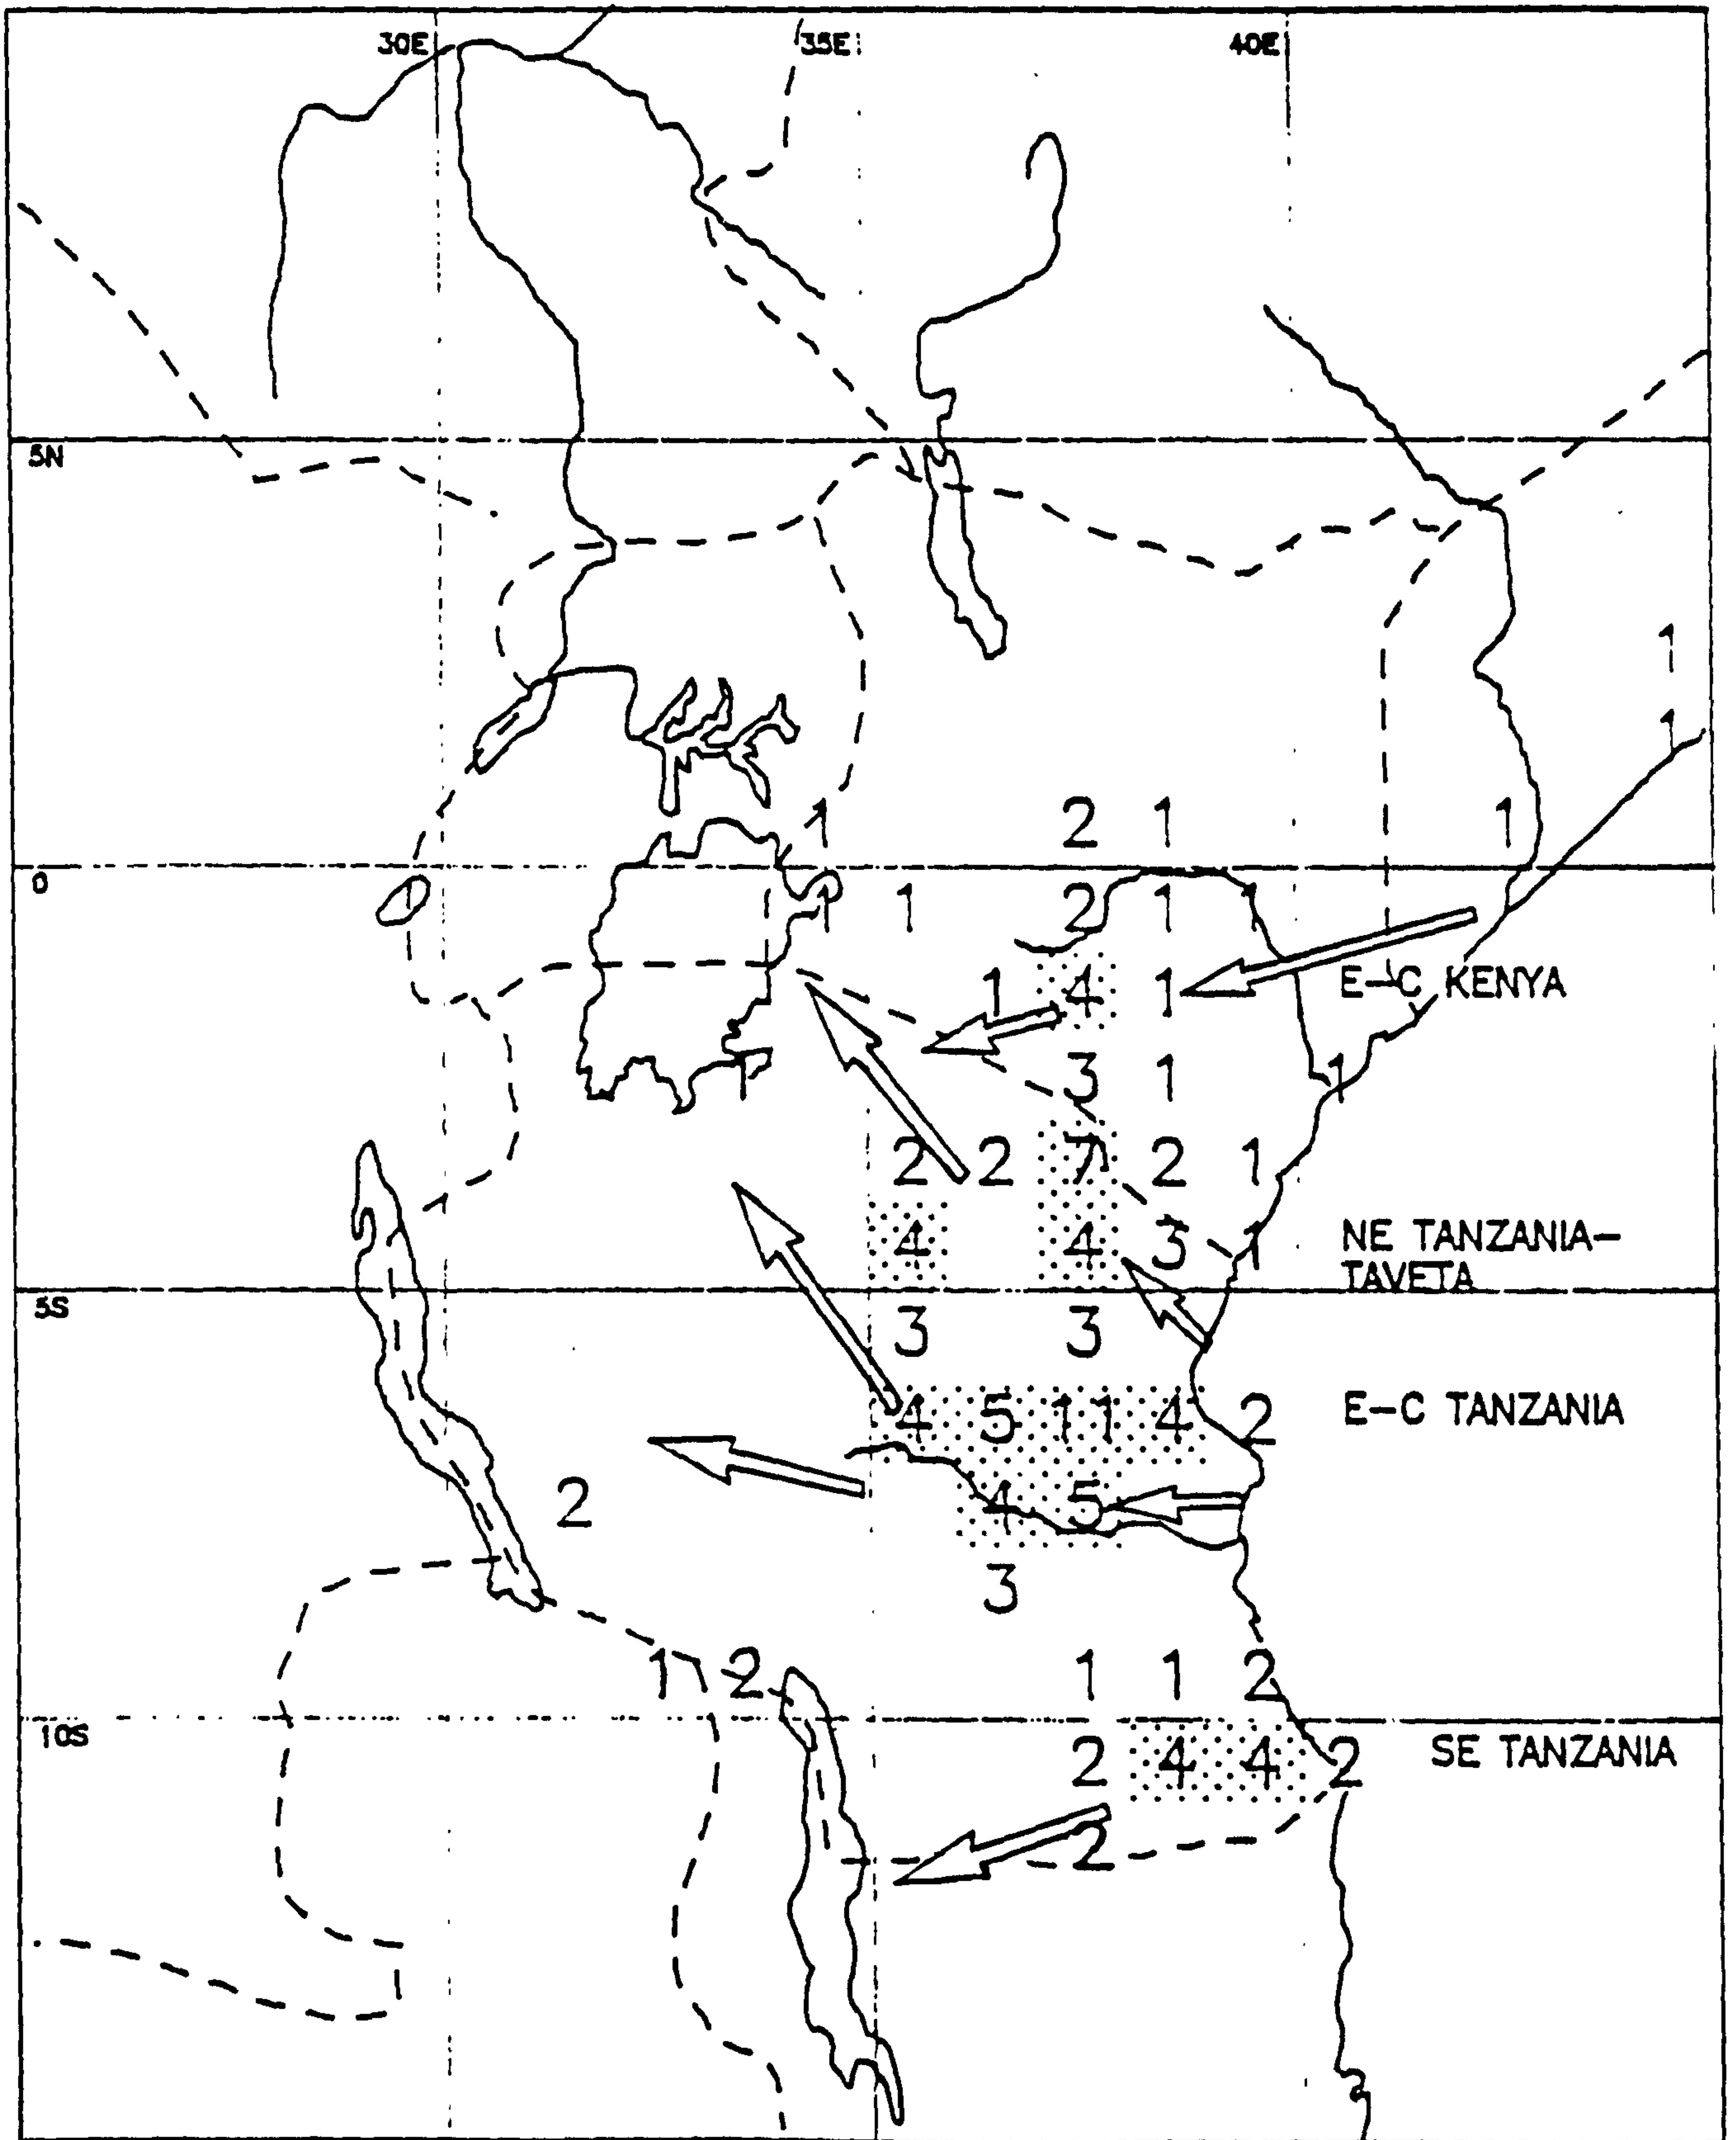 30E 35E 40E
5N
1
1
1 2 1 1
0
1 1 2 1 1
1 4 1 E-C KENYA
1 3 1 1
2 2 7 2 1
4 4 3 1 NE TANZANIA-
TAVETA
5S
3 3
4 5 11 4 2 E-C TANZANIA
2 4 5
3
1 2 1 1 2
10S
2 4 4 2 SE TANZANIA
2